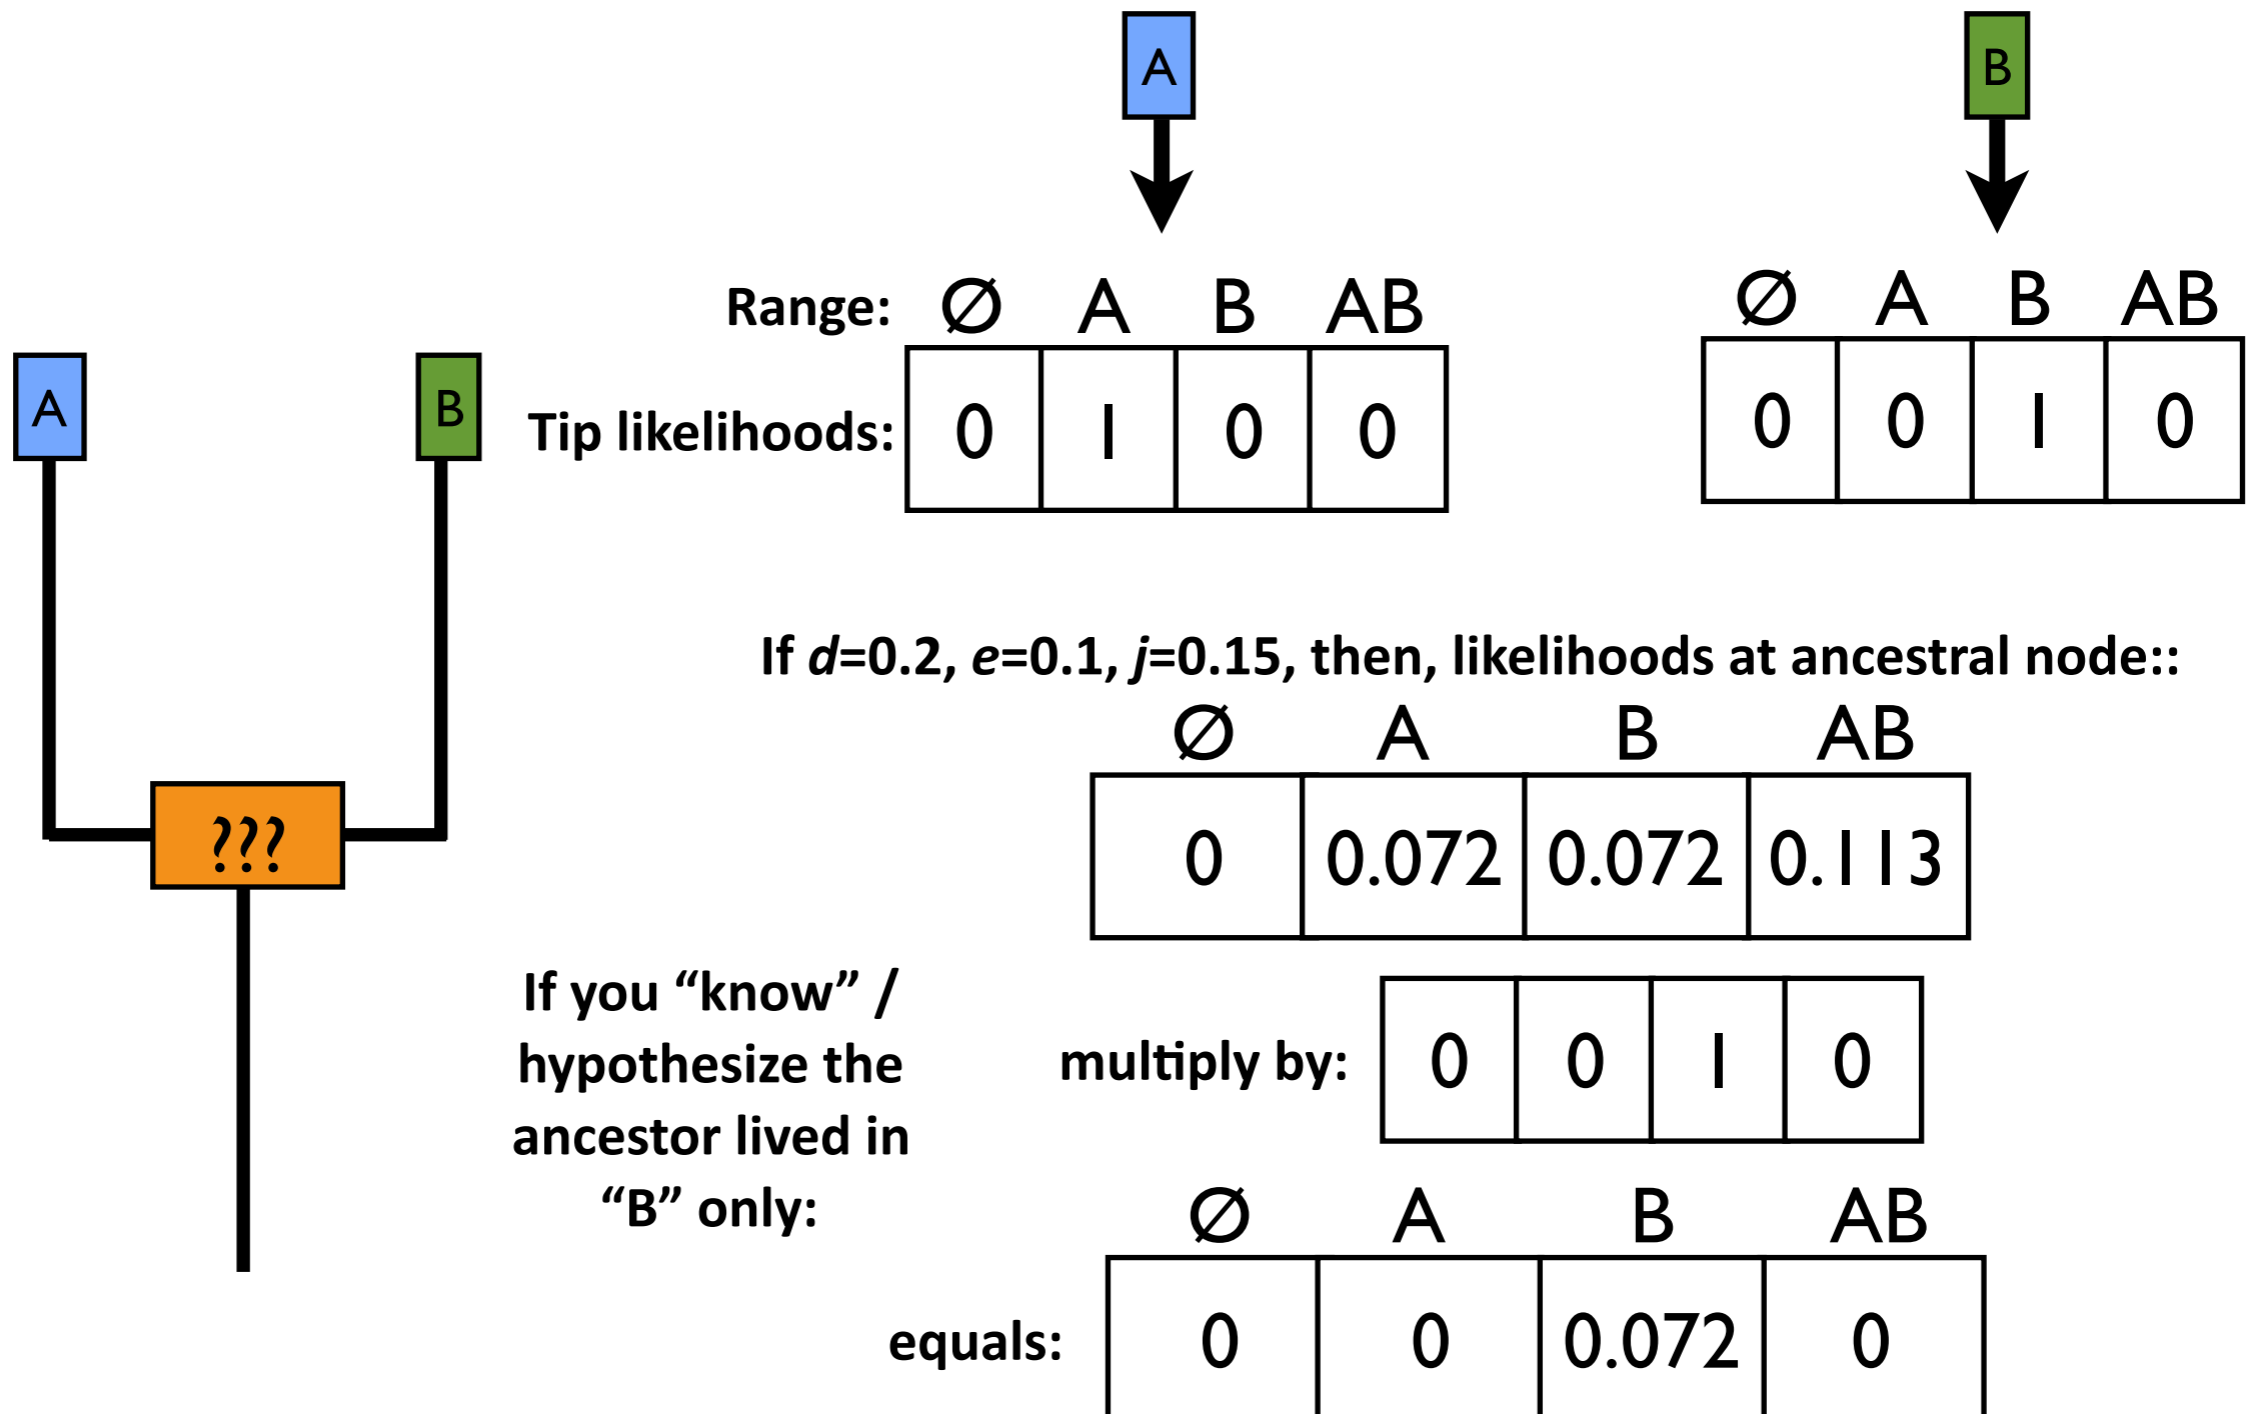 A
B
Range: Ø A B AB
Ø A B AB
A
B
Tip likelihoods: 0 1 0 0
0 0 1 0
If d=0.2, e=0.1, j=0.15, then, likelihoods at ancestral node::
Ø A B AB
???
0 0.072 0.072 0.113
If you “know” /
hypothesize the
ancestor lived in
“B” only:
multiply by: 0 0 1 0
Ø A B AB
equals: 0 0 0.072 0